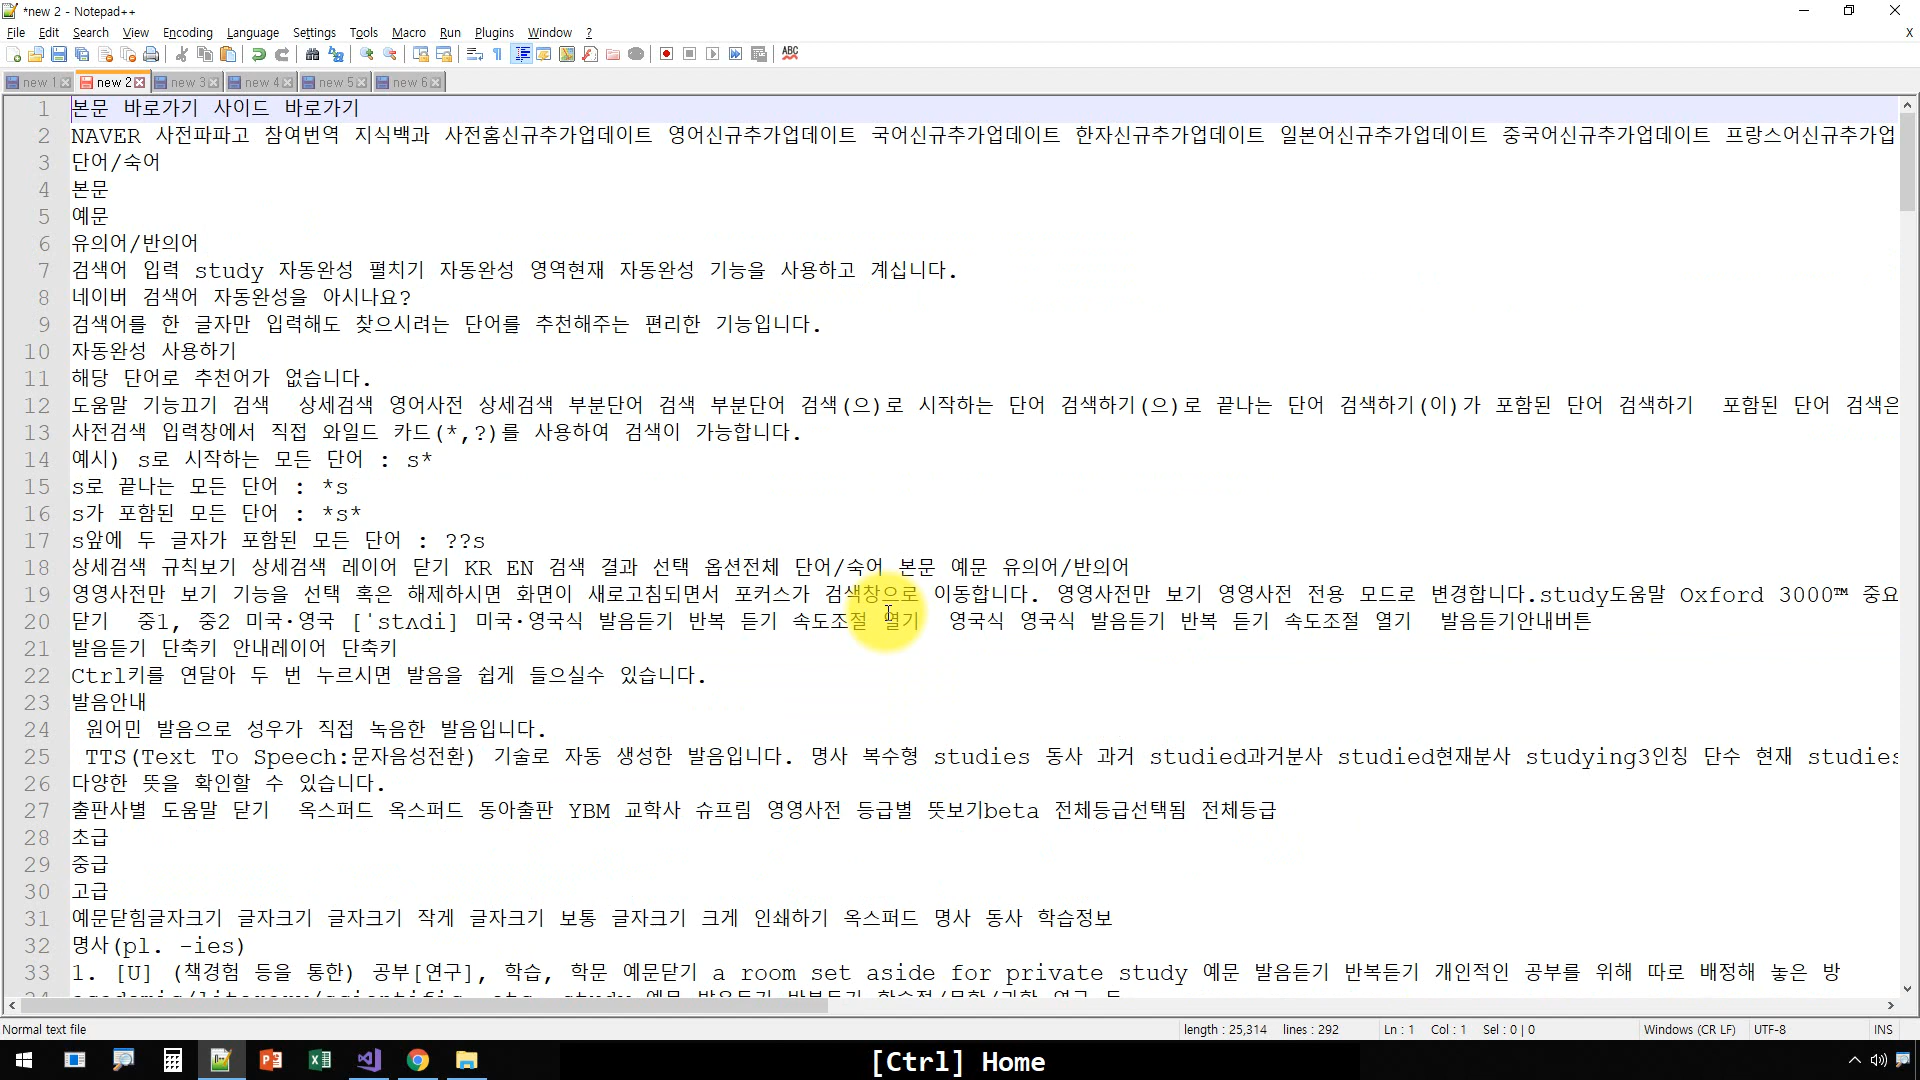 *new 2 - Notepad++
File Edit Search View Encoding Language Settings Tools Macro Run Plugins Window ? X
new 1 new 2 new 3 new 4 new 5 new 6
1 본문 바로가기 사이드 바로가기
2 NAVER 사전파파고 참여번역 지식백과 사전홈신규추가업데이트 영어신규추가업데이트 국어신규추가업데이트 한자신규추가업데이트 일본어신규추가업데이트 중국어신규추가업데이트 프랑스어신규추가업
3 단어/숙어
4 본문
5 예문
6 유의어/반의어
7 검색어 입력 study 자동완성 펼치기 자동완성 영역현재 자동완성 기능을 사용하고 계십니다.
8 네이버 검색어 자동완성을 아시나요?
9 검색어를 한 글자만 입력해도 찾으시려는 단어를 추천해주는 편리한 기능입니다.
10 자동완성 사용하기
11 해당 단어로 추천어가 없습니다.
12 도움말 기능끄기 검색 상세검색 영어사전 상세검색 부분단어 검색 부분단어 검색(으)로 시작하는 단어 검색하기(으)로 끝나는 단어 검색하기(이)가 포함된 단어 검색하기 포함된 단어 검색은
13 사전검색 입력창에서 직접 와일드 카드(*,?)를 사용하여 검색이 가능합니다.
14 예시) s로 시작하는 모든 단어 : s*
15 s로 끝나는 모든 단어 : *s
16 s가 포함된 모든 단어 : *s*
17 s앞에 두 글자가 포함된 모든 단어 : ??s
18 상세검색 규칙보기 상세검색 레이어 닫기 KR EN 검색 결과 선택 옵션전체 단어/숙어 본문 예문 유의어/반의어
19 영영사전만 보기 기능을 선택 혹은 해제하시면 화면이 새로고침되면서 포커스가 검색창으로 이동합니다. 영영사전만 보기 영영사전 전용 모드로 변경합니다.study도움말 Oxford 3000™ 중요
20 닫기 중1, 중2 미국·영국 [ˈstʌdi] 미국·영국식 발음듣기 반복 듣기 속도조절 열기 영국식 영국식 발음듣기 반복 듣기 속도조절 열기 발음듣기안내버튼
21 발음듣기 단축키 안내레이어 단축키
22 Ctrl키를 연달아 두 번 누르시면 발음을 쉽게 들으실수 있습니다.
23 발음안내
24 원어민 발음으로 성우가 직접 녹음한 발음입니다.
25 TTS(Text To Speech:문자음성전환) 기술로 자동 생성한 발음입니다. 명사 복수형 studies 동사 과거 studied과거분사 studied현재분사 studying3인칭 단수 현재 studies
26 다양한 뜻을 확인할 수 있습니다.
27 출판사별 도움말 닫기 옥스퍼드 옥스퍼드 동아출판 YBM 교학사 슈프림 영영사전 등급별 뜻보기beta 전체등급선택됨 전체등급
28 초급
29 중급
30 고급
31 예문닫힘글자크기 글자크기 글자크기 작게 글자크기 보통 글자크기 크게 인쇄하기 옥스퍼드 명사 동사 학습정보
32 명사(pl. -ies)
33 1. [U] (책경험 등을 통한) 공부[연구], 학습, 학문 예문닫기 a room set aside for private study 예문 발음듣기 반복듣기 개인적인 공부를 위해 따로 배정해 놓은 방
Normal text file length : 25,314 lines : 292 Ln : 1 Col : 1 Sel : 0 | 0 Windows (CR LF) UTF-8 INS
[Ctrl] Home